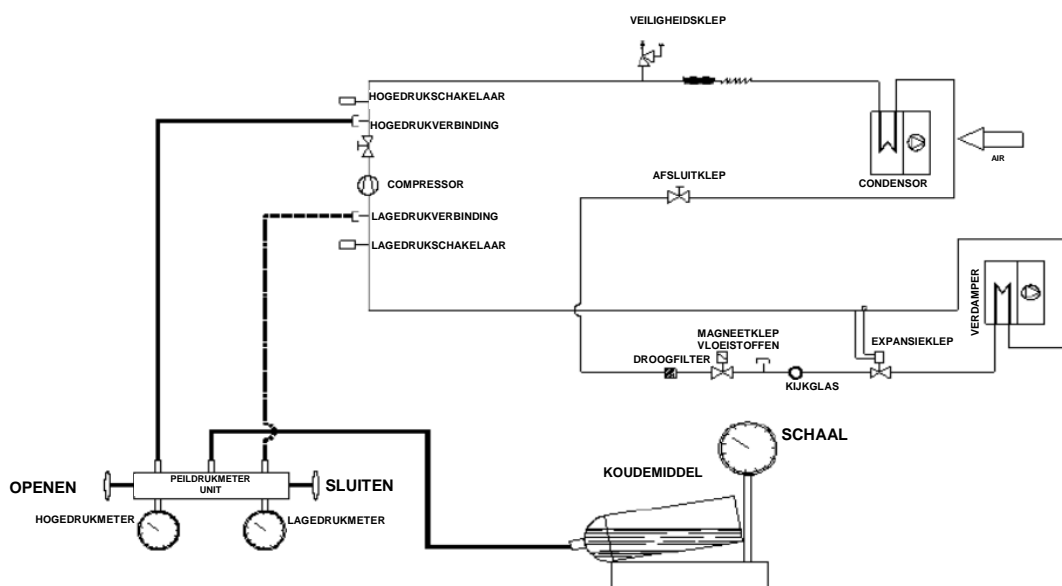 VEILIGHEIDSKLEP
HOGEDRUKSCHAKELAAR
HOGEDRUKVERBINDING
AIR
AFSLUITKLEP
CONDENSOR
COMPRESSOR
LAGEDRUKVERBINDING
LAGEDRUKSCHAKELAAR
VERDAMPER
MAGNEETKLEP
VLOEISTOFFEN
EXPANSIEKLEP
DROOGFILTER
KIJKGLAS
SCHAAL
KOUDEMIDDEL
PEILDRUKMETER
UNIT
OPENEN
SLUITEN
HOGEDRUKMETER
LAGEDRUKMETER